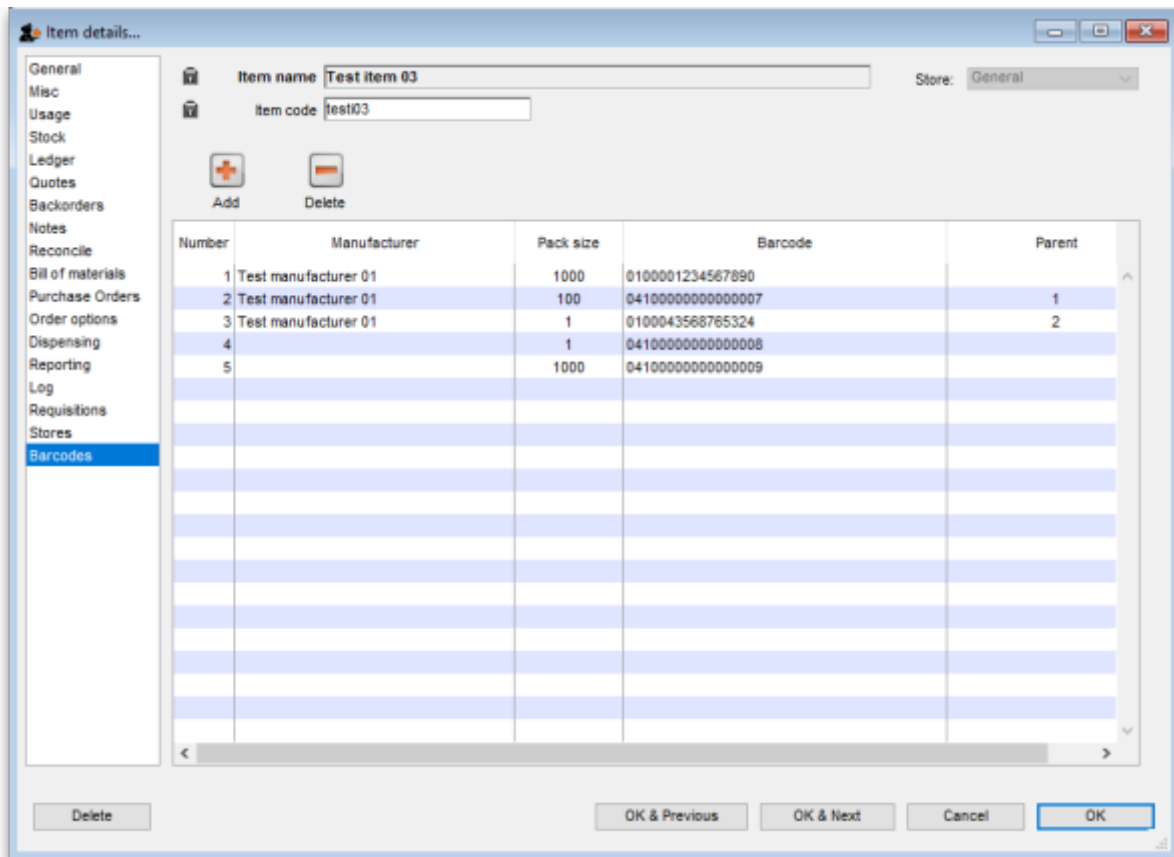 Item details...
General
Misc
Usage
Stock
Ledger
Quotes
Backorders
Notes
Reconcile
Bill of materials
Purchase Orders
Order options
Dispensing
Reporting
Log
Requisitions
Stores
Barcodes
Item name Test item 03 Store: General
Item code testi03
Add Delete
Number Manufacturer Pack size Barcode Parent
1 Test manufacturer 01 1000 0100001234567890
2 Test manufacturer 01 100 04100000000000007 1
3 Test manufacturer 01 1 0100043568765324 2
4 1 04100000000000008
5 1000 04100000000000009
Delete OK & Previous OK & Next Cancel OK